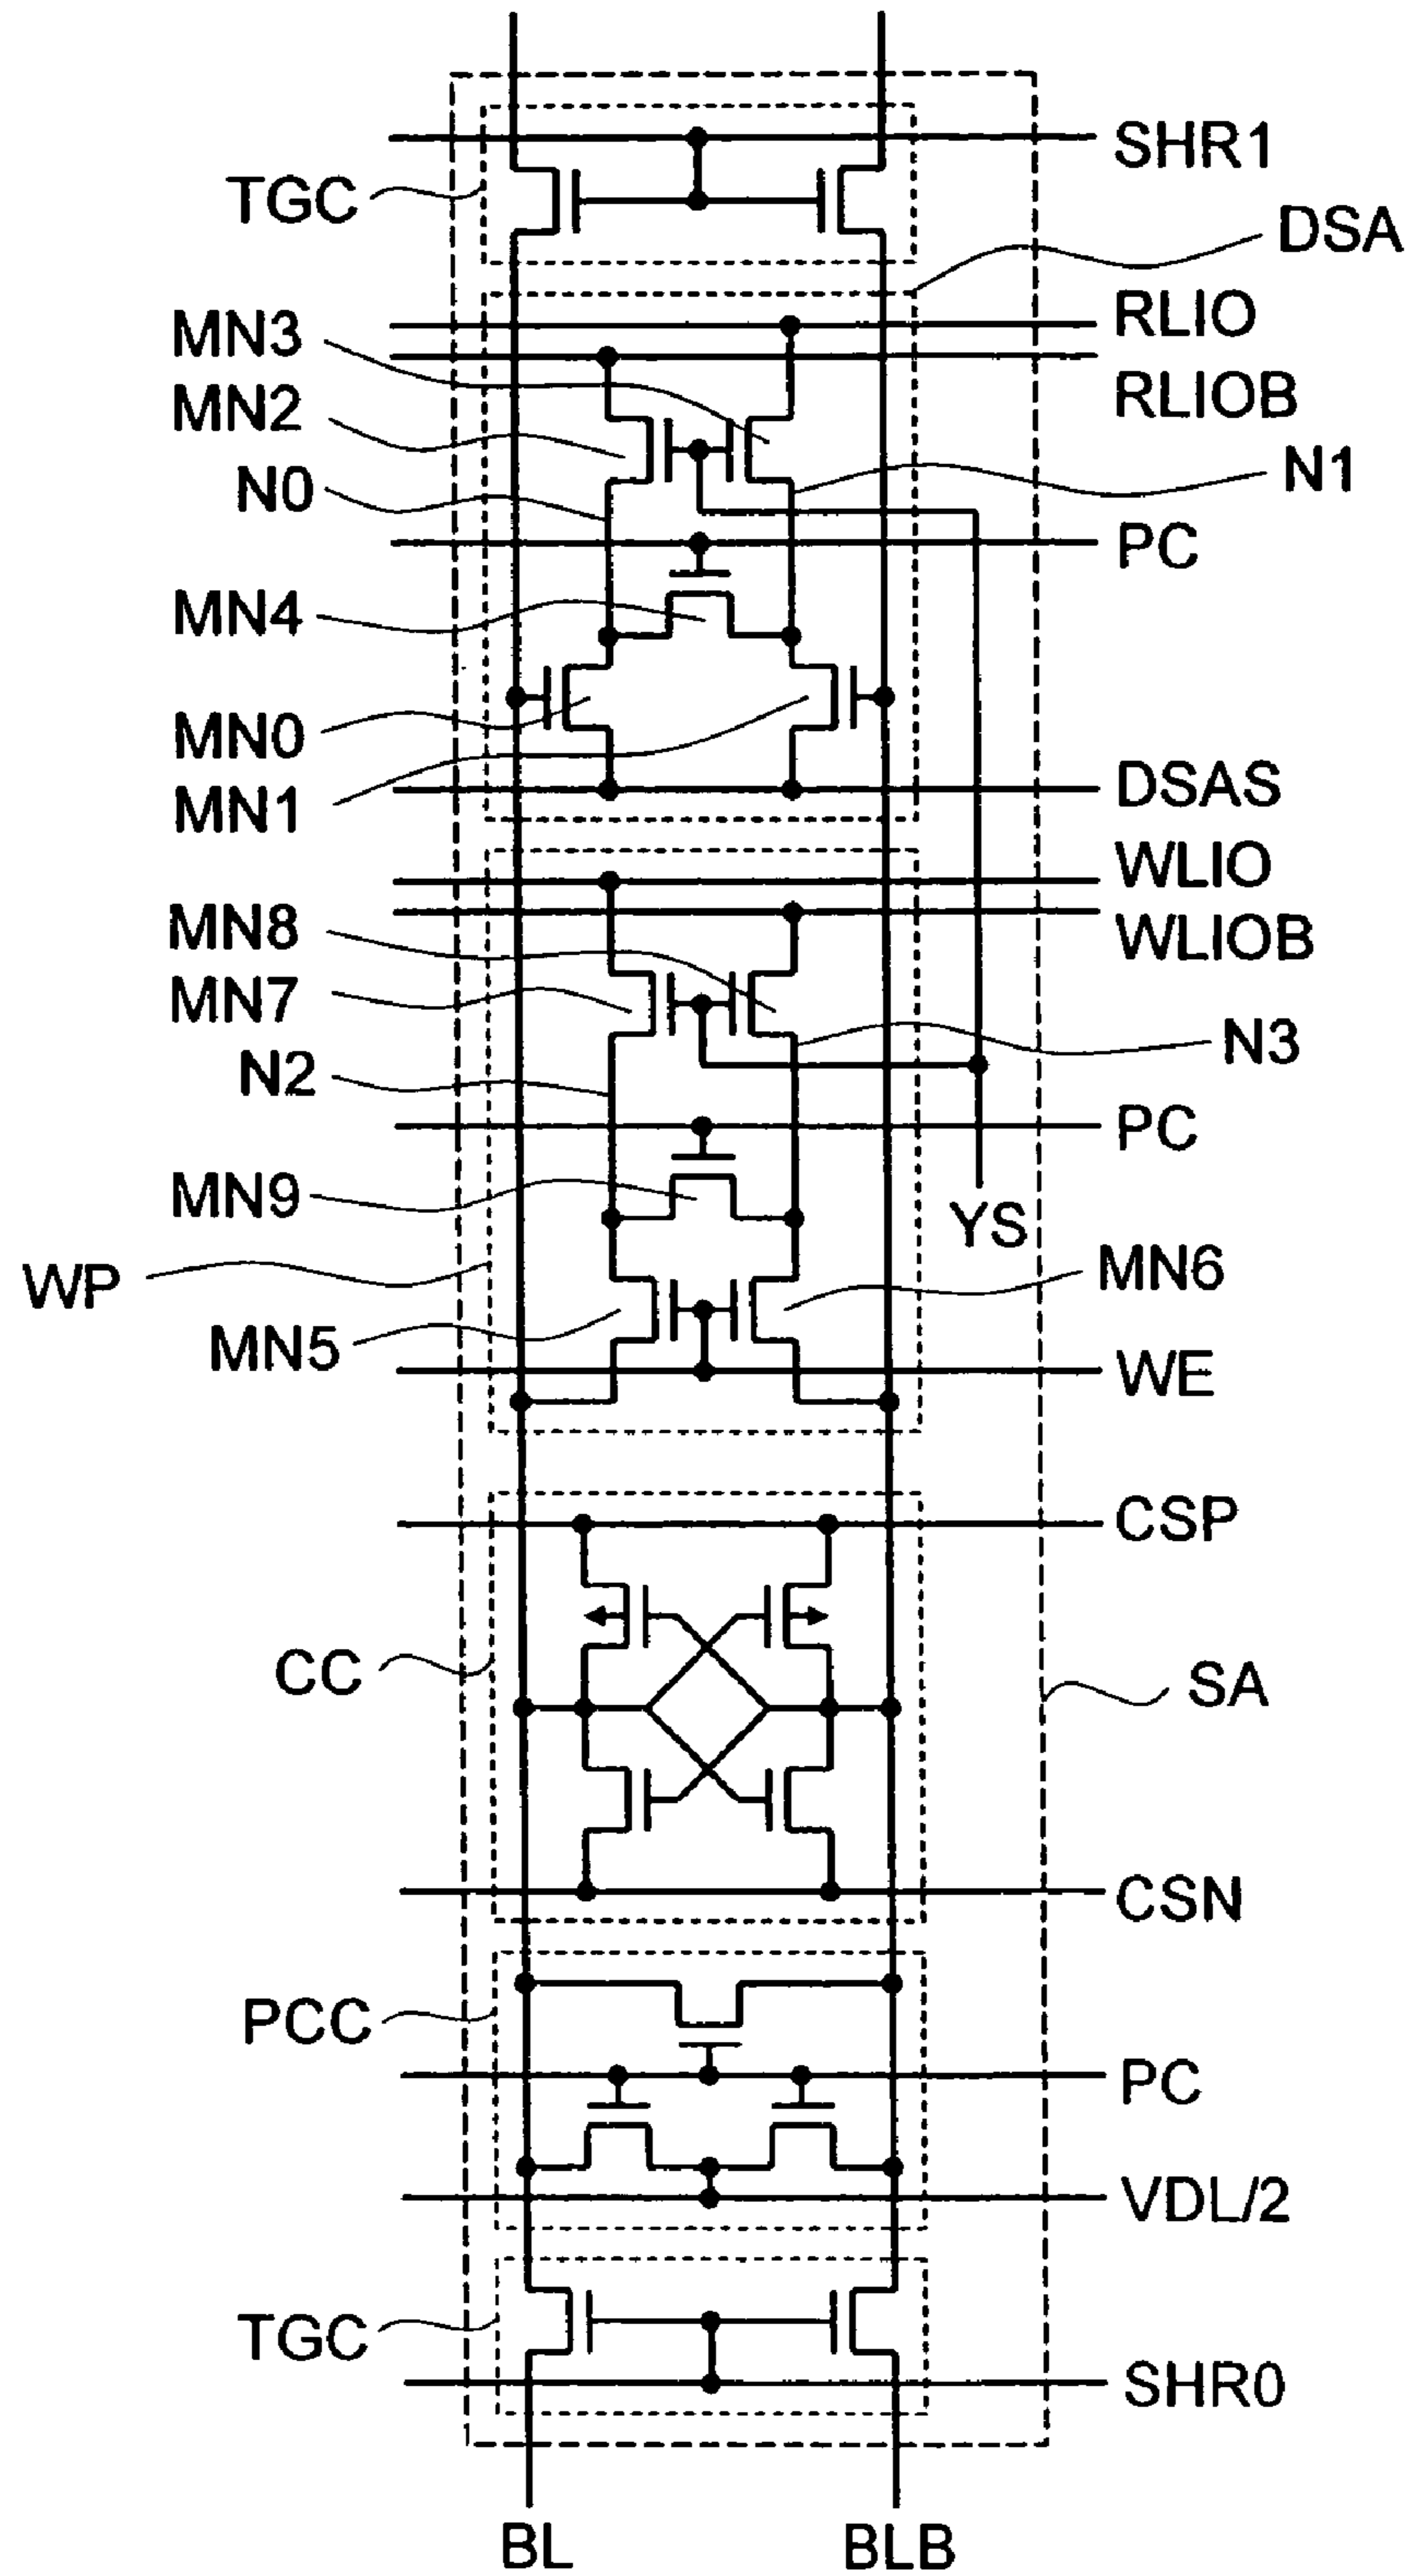 SHR1
TGC
DSA
RLIO
MN3
RLIOB
MN2
N1
N0
PC
MN4
MN0
DSAS
MN1
WLIO
MN8
WLIOB
MN7
N3
N2
PC
MN9
YS
MN6
WP
MN5
WE
CSP
CC
SA
CSN
PCC
PC
VDL/2
TGC
SHR0
BL
BLB